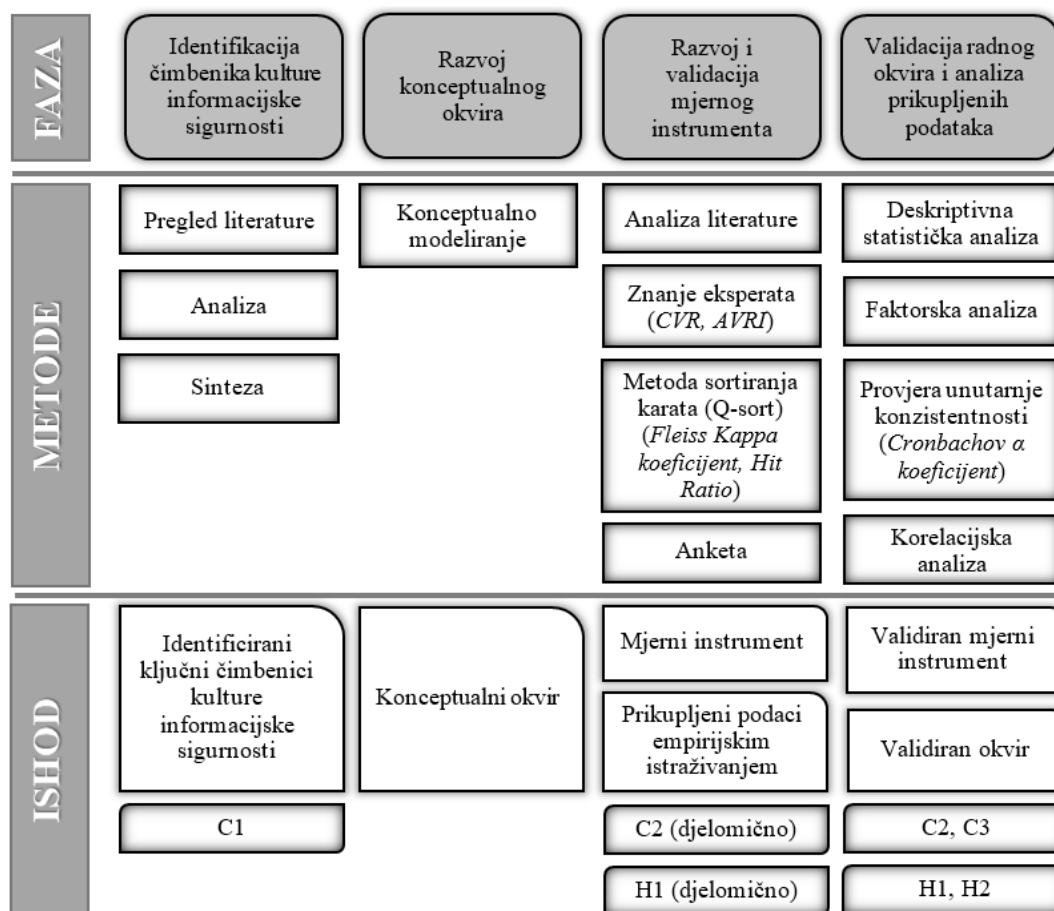 FAZA
Identifikacija
čimbenika kulture
informacijske
sigurnosti
Razvoj
konceptualnog
okvira
Razvoj i
validacija
mjernog
instrumenta
Validacija radnog
okvira i analiza
prikupljenih
podataka
METODE
Pregled literature
Analiza
Sinteza
Konceptualno
modeliranje
Analiza literature
Znanje eksperata
(CVR, AVRI)
Metoda sortiranja
karata (Q-sort)
(Fleiss Kappa
koeficijent, Hit
Ratio)
Anketa
Deskriptivna
statistička analiza
Faktorska analiza
Provjera unutarnje
konzistentnosti
(Cronbachov α
koeficijent)
Korelacijska
analiza
ISHOD
Identificirani
ključni čimbenici
kulture
informacijske
sigurnosti
C1
Konceptualni okvir
Mjerni instrument
Prikupljeni podaci
empirijskim
istraživanjem
C2 (djelomično)
H1 (djelomično)
Validiran mjerni
instrument
Validiran okvir
C2, C3
H1, H2